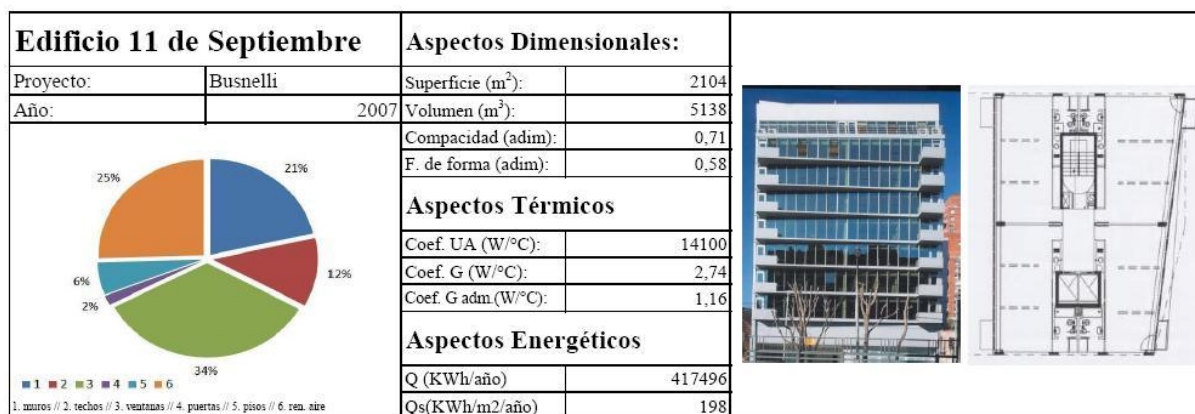 Edificio 11 de Septiembre
Proyecto: Busnelli
Año: 2007
21%
12%
34%
2%
6%
25%
1 2 3 4 5 6
1. muros // 2. techos // 3. ventanas // 4. puertas // 5. pisos // 6. ren. aire
Aspectos Dimensionales:
Superficie (m²): 2104
Volumen (m³): 5138
Compacidad (adim): 0,71
F. de forma (adim): 0,58
Aspectos Térmicos
Coef. UA (W/°C): 14100
Coef. G (W/°C): 2,74
Coef. G adm.(W/°C): 1,16
Aspectos Energéticos
Q (KWh/año) 417496
Qs(KWh/m2/año) 198